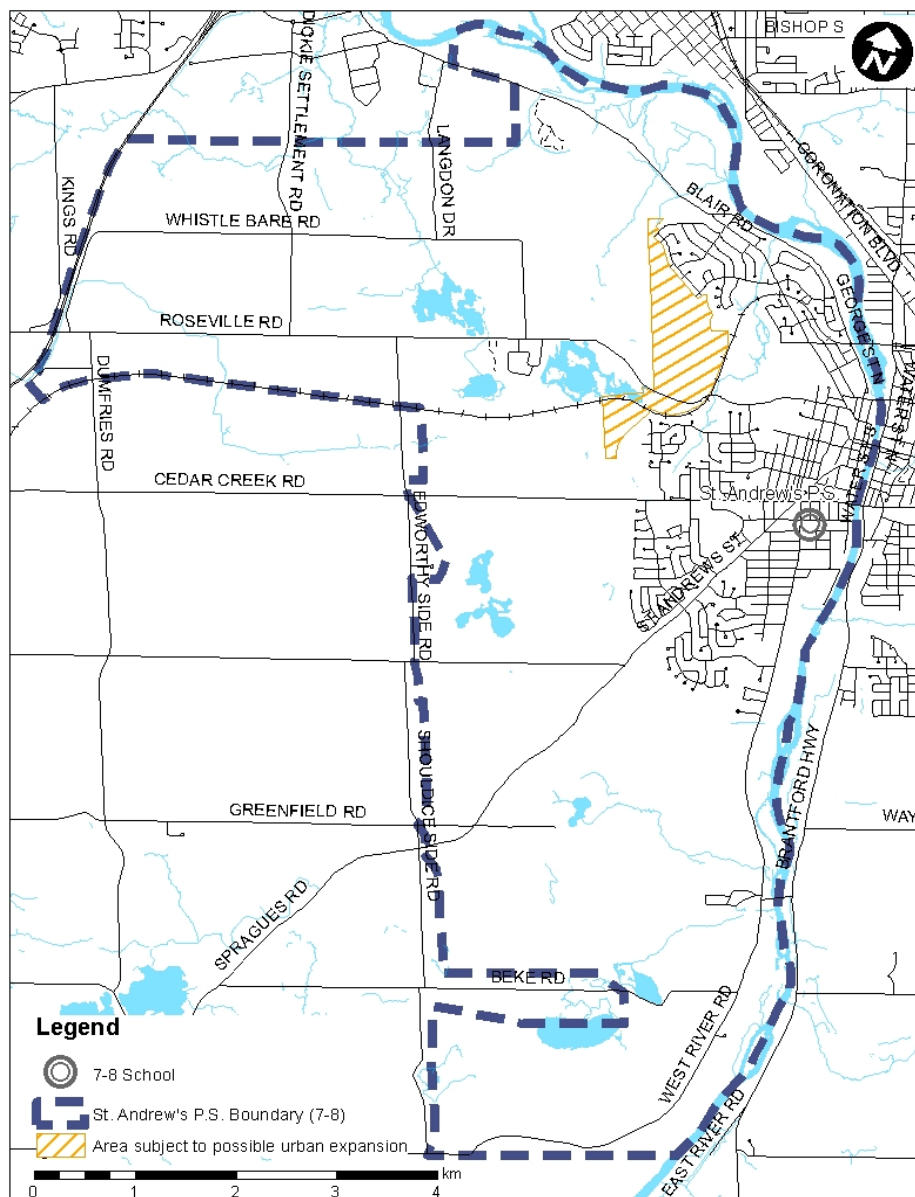 BISHOP S
N
DICKIE SETTLEMENT RD
LANGDON DR
KINGS RD
CORONATION BLVD
BLAIR RD
WHISTLE BARE RD
GEORGE ST N
ROSEVILLE RD
WATER ST N
DUMFRIES RD
WATER ST S
CEDAR CREEK RD
St. Andrew's P.S.
EDWORTHY SIDE RD
ST ANDREWS ST
SHOULDICE SIDE RD
BRANTFORD HWY
GREENFIELD RD
WAY
SPRAGUES RD
BEKE RD
WEST RIVER RD
EAST RIVER RD
Legend
7-8 School
St. Andrew's P.S. Boundary (7-8)
Area subject to possible urban expansion
km
0 1 2 4